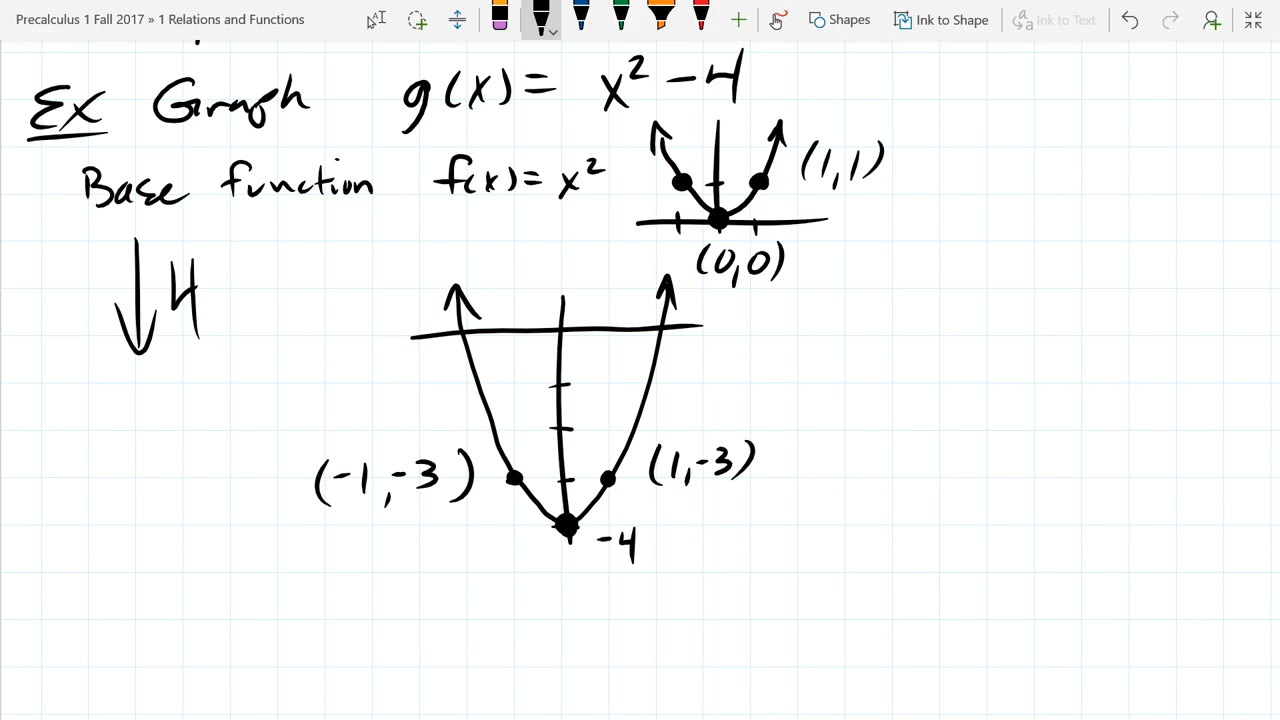 Precalculus 1 Fall 2017 » 1 Relations and Functions Shapes Ink to Shape Ink to Text
Ex Graph g(x) = x² - 4
Base function f(x) = x² (1,1)
(0,0)
↓ 4
(-1,-3) (1,-3)
-4